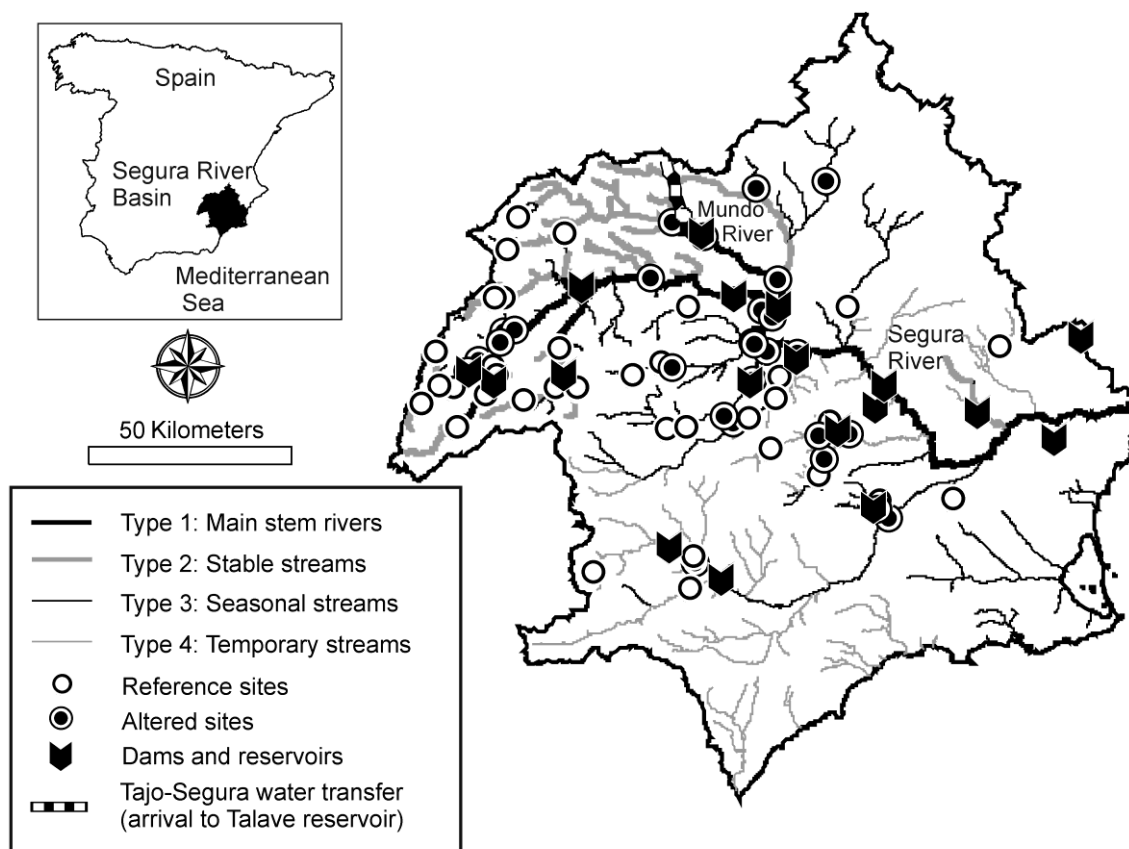 Spain
Segura River
Basin
Mediterranean
Sea
50 Kilometers
Mundo
River
Segura
River
Type 1: Main stem rivers
Type 2: Stable streams
Type 3: Seasonal streams
Type 4: Temporary streams
Reference sites
Altered sites
Dams and reservoirs
Tajo-Segura water transfer
(arrival to Talave reservoir)